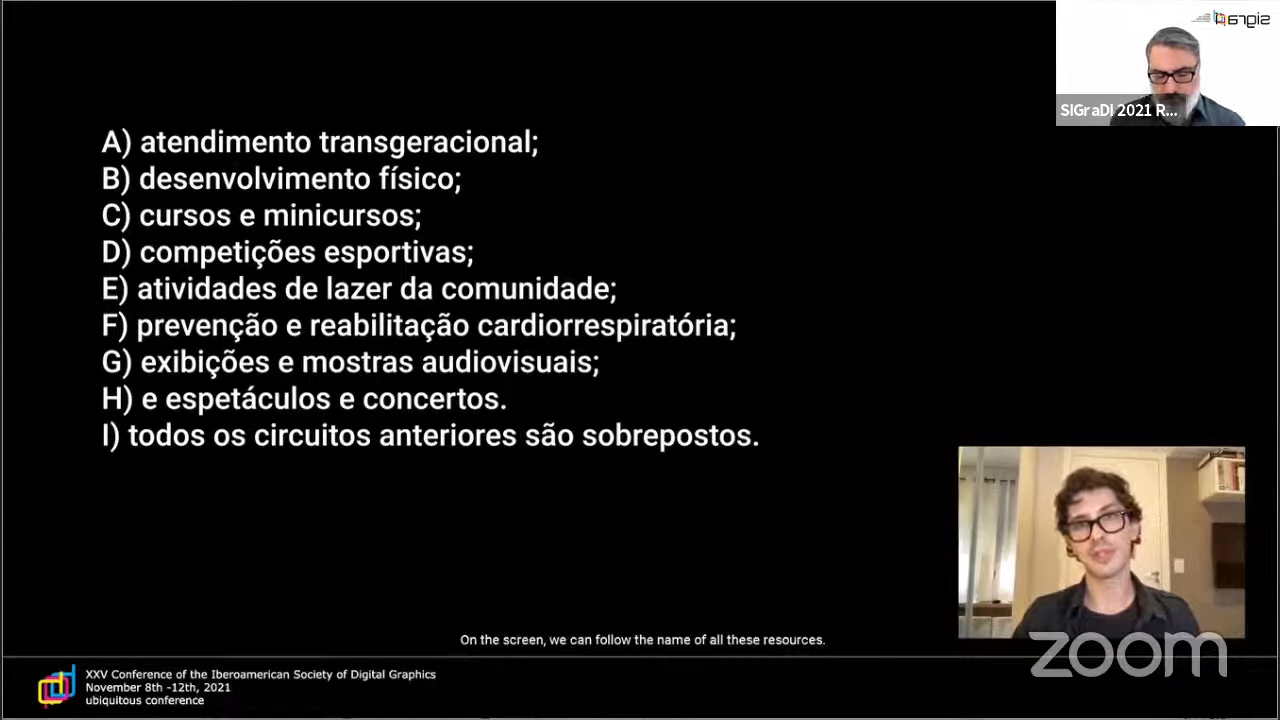 A) atendimento transgeracional;
B) desenvolvimento físico;
C) cursos e minicursos;
D) competições esportivas;
E) atividades de lazer da comunidade;
F) prevenção e reabilitação cardiorrespiratória;
G) exibições e mostras audiovisuais;
H) e espetáculos e concertos.
I) todos os circuitos anteriores são sobrepostos.
sigra
SIGraDI 2021 R...
On the screen, we can follow the name of all these resources.
zoom
XXV Conference of the Iberoamerican Society of Digital Graphics
November 8th -12th, 2021
ubiquitous conference